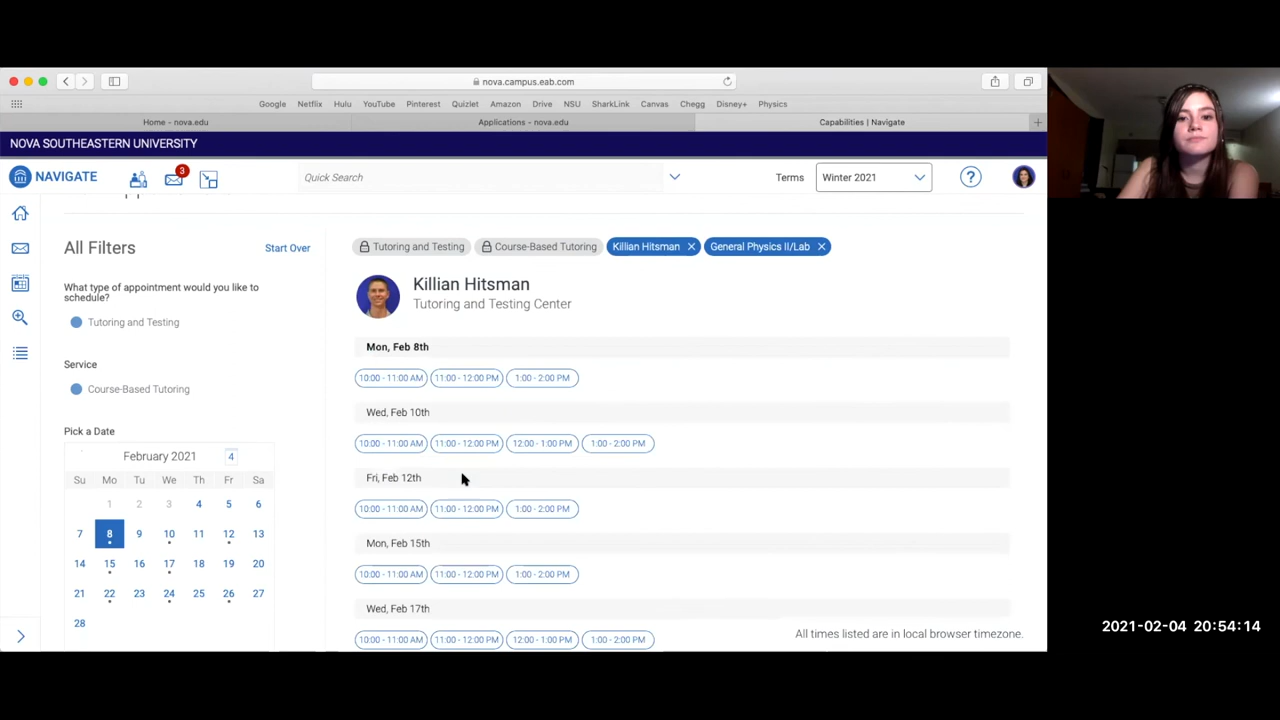 nova.campus.eab.com
Google Netflix Hulu YouTube Pinterest Quizlet Amazon Drive NSU SharkLink Canvas Chegg Disney+ Physics
Home - nova.edu Applications - nova.edu Capabilities | Navigate
NOVA SOUTHEASTERN UNIVERSITY
NAVIGATE 3 Quick Search Terms Winter 2021 ?
All Filters Start Over
Tutoring and Testing Course-Based Tutoring Killian Hitsman × General Physics II/Lab ×
What type of appointment would you like to
schedule?
Tutoring and Testing
Service
Course-Based Tutoring
Pick a Date
February 2021 4
Su Mo Tu We Th Fr Sa
1 2 3 4 5 6
7 8 9 10 11 12 13
14 15 16 17 18 19 20
21 22 23 24 25 26 27
28
Killian Hitsman
Tutoring and Testing Center
Mon, Feb 8th
10:00 - 11:00 AM 11:00 - 12:00 PM 1:00 - 2:00 PM
Wed, Feb 10th
10:00 - 11:00 AM 11:00 - 12:00 PM 12:00 - 1:00 PM 1:00 - 2:00 PM
Fri, Feb 12th
10:00 - 11:00 AM 11:00 - 12:00 PM 1:00 - 2:00 PM
Mon, Feb 15th
10:00 - 11:00 AM 11:00 - 12:00 PM 1:00 - 2:00 PM
Wed, Feb 17th
10:00 - 11:00 AM 11:00 - 12:00 PM 12:00 - 1:00 PM 1:00 - 2:00 PM
All times listed are in local browser timezone.
2021-02-04 20:54:14